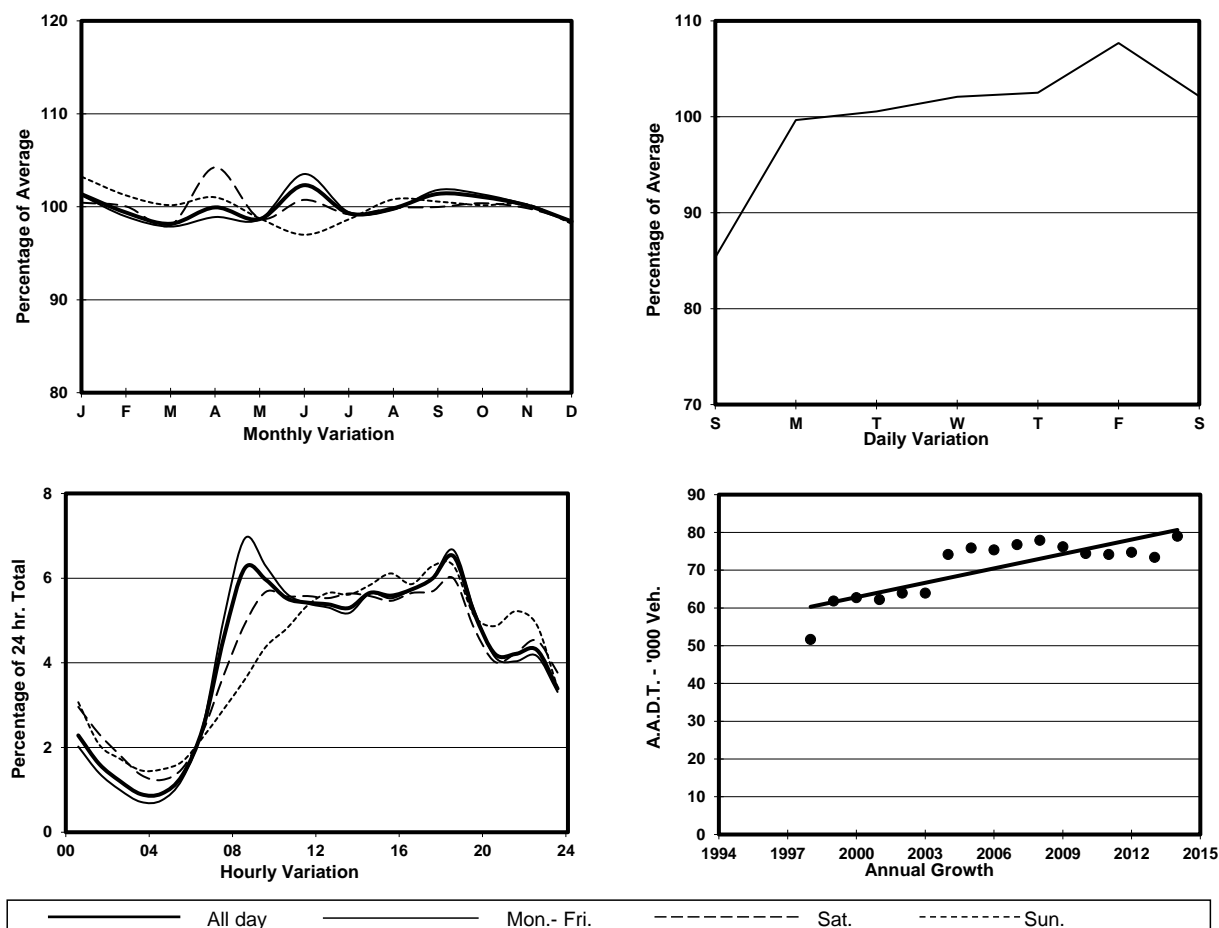 120
110
100
90
80
Percentage of Average
J F M A M J J A S O N D
Monthly Variation
110
100
90
80
70
Percentage of Average
S M T W T F S
Daily Variation
8
6
4
2
0
Percentage of 24 hr. Total
00 04 08 12 16 20 24
Hourly Variation
90
80
70
60
50
40
30
20
10
0
A.A.D.T. - '000 Veh.
1994 1997 2000 2003 2006 2009 2012 2015
Annual Growth
All day Mon.- Fri. Sat. Sun.